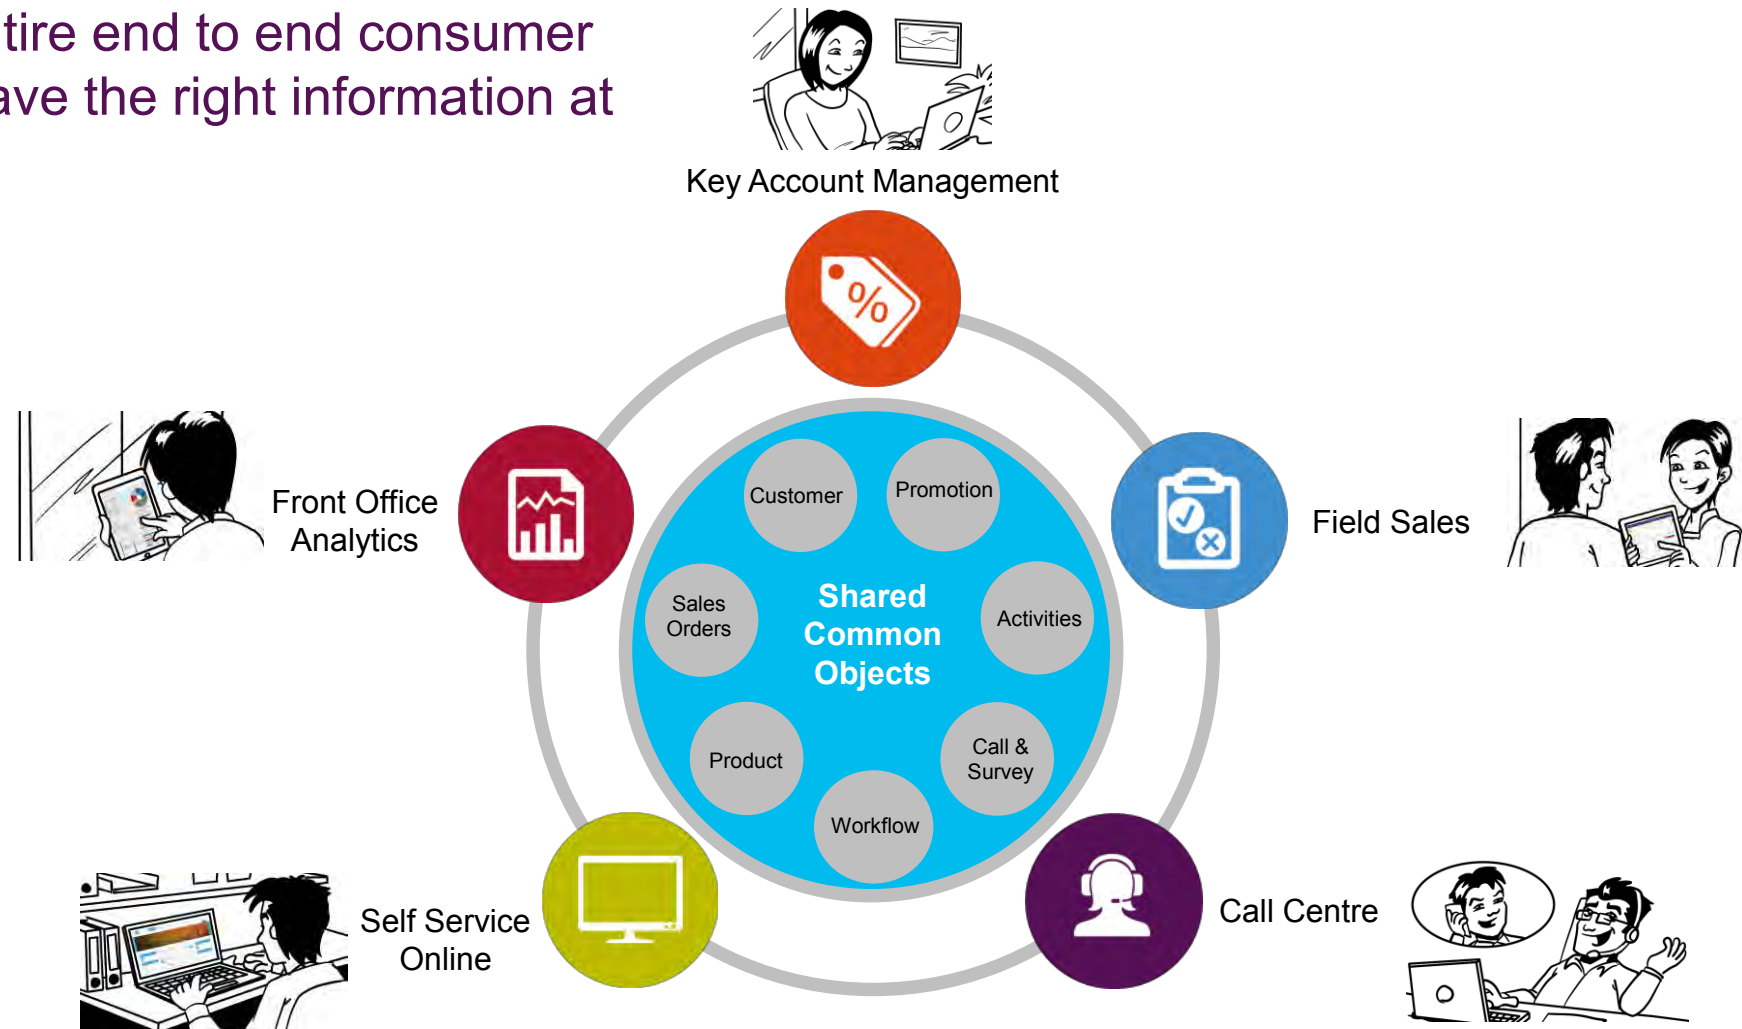 tire end to end consumer
ave the right information at
Key Account Management
%
Customer
Promotion
Front Office
Analytics
Field Sales
Sales
Orders
Shared
Common
Objects
Activities
Product
Call &
Survey
Workflow
Self Service
Online
Call Centre